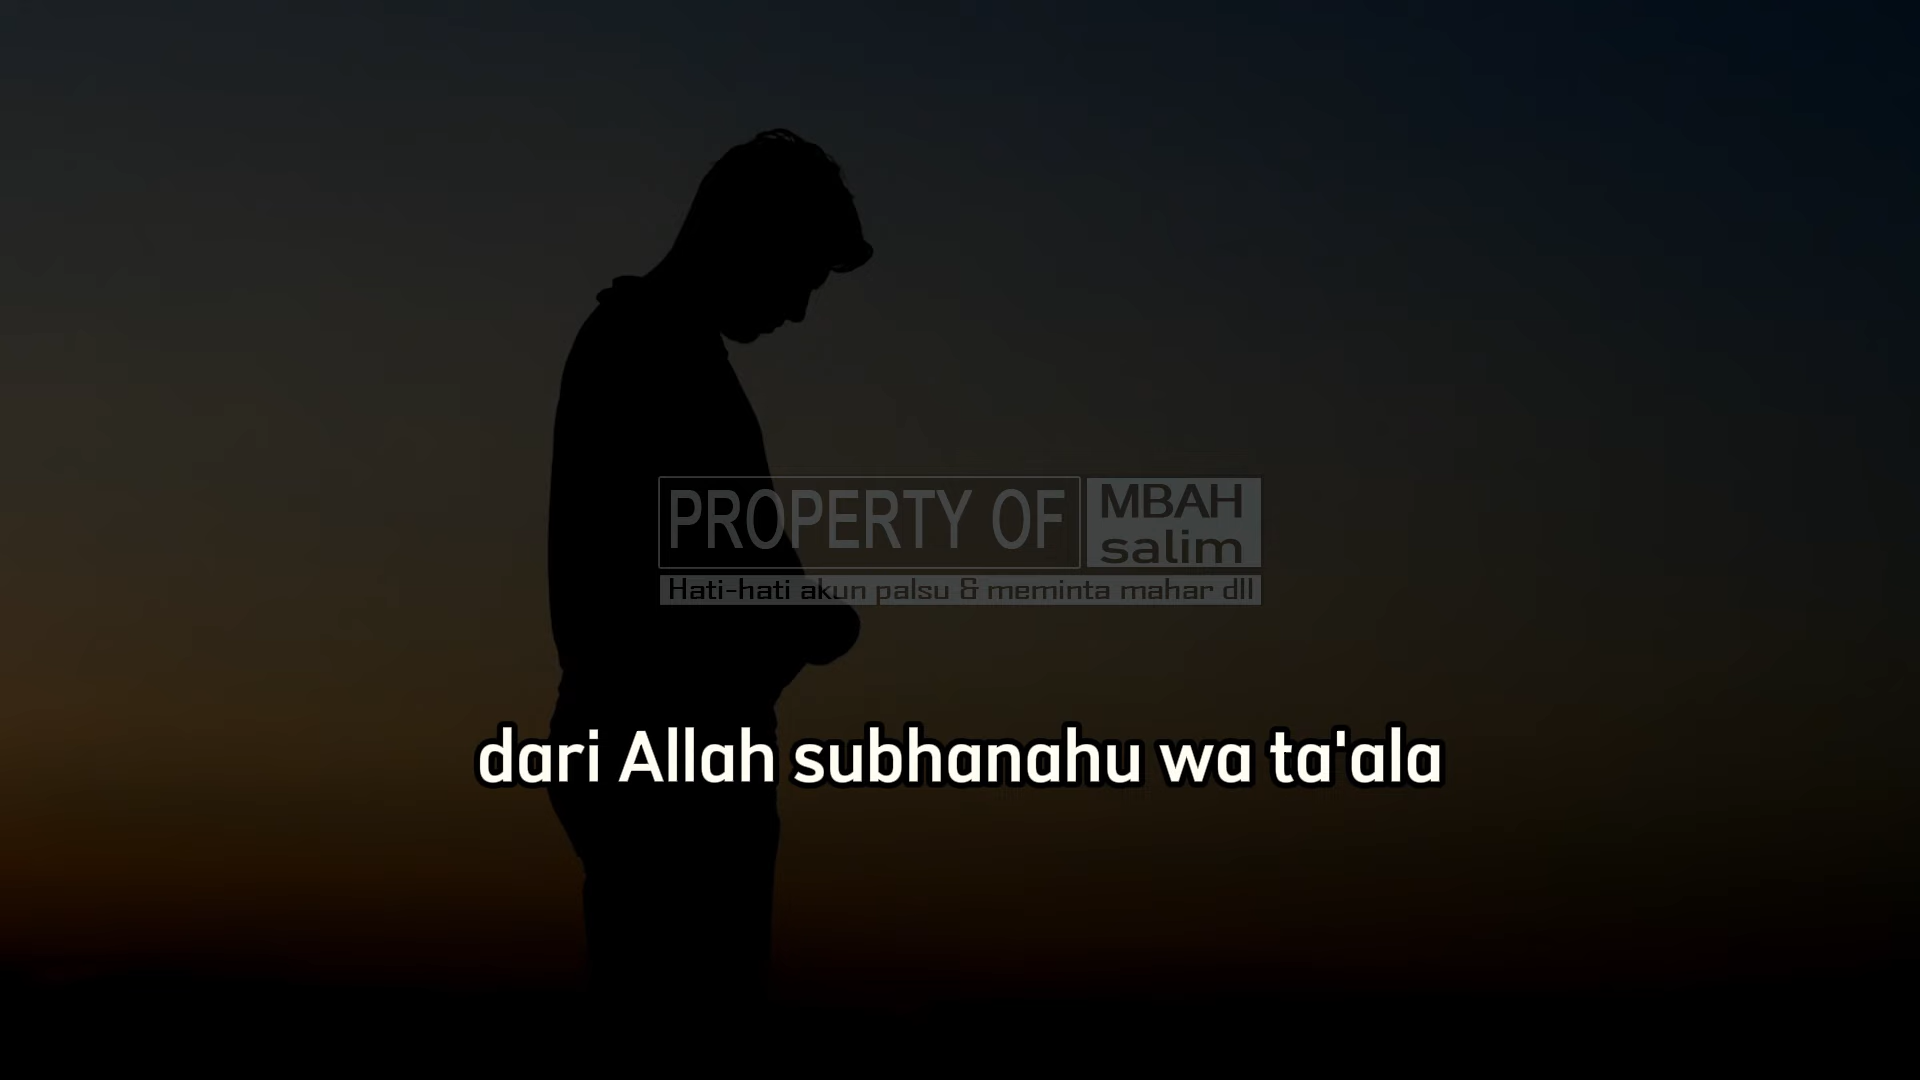 PROPERTY OF MBAH salim
Hati-hati akun palsu & meminta mahar dll
dari Allah subhanahu wa ta'ala